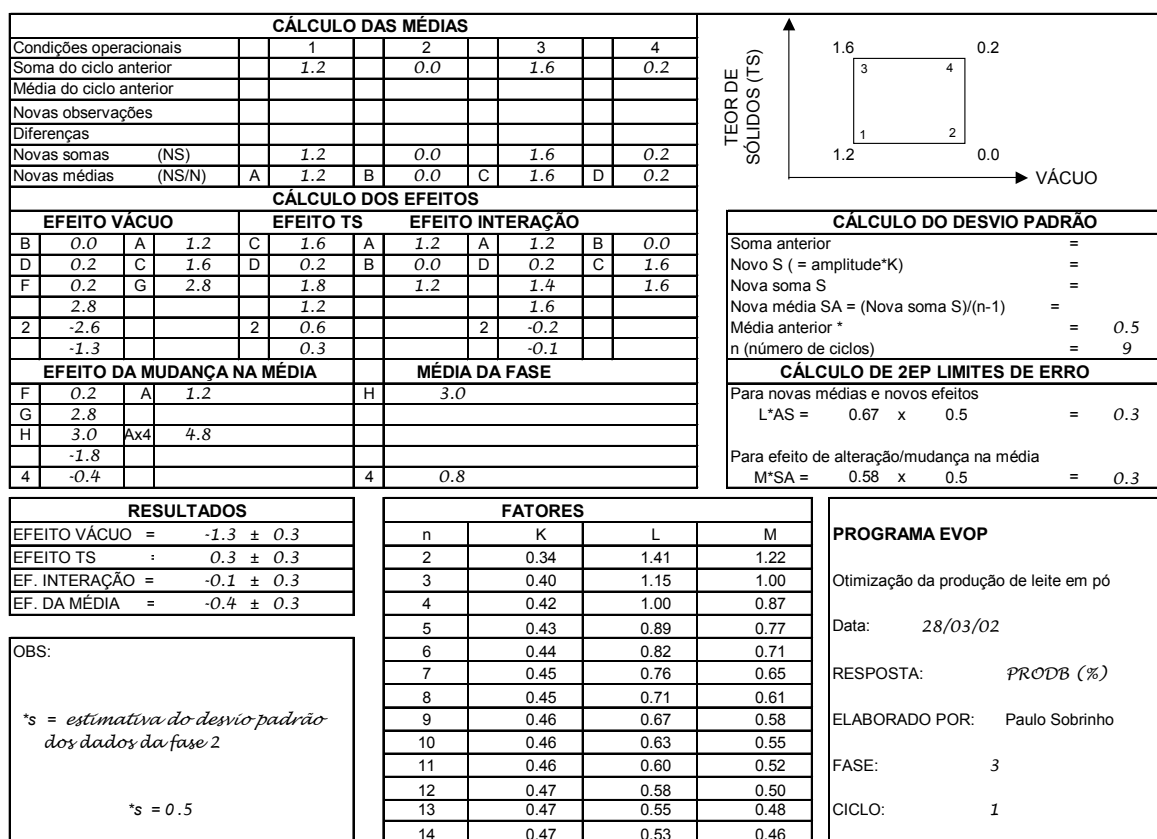 CÁLCULO DAS MÉDIAS
Condições operacionais 1 2 3 4
Soma do ciclo anterior 1.2 0.0 1.6 0.2
Média do ciclo anterior
Novas observações
Diferenças
Novas somas (NS) 1.2 0.0 1.6 0.2
Novas médias (NS/N) A 1.2 B 0.0 C 1.6 D 0.2
TEOR DE
SÓLIDOS (TS)
1.6 0.2
3 4
1 2
1.2 0.0
VÁCUO
CÁLCULO DOS EFEITOS
EFEITO VÁCUO EFEITO TS EFEITO INTERAÇÃO
B 0.0 A 1.2 C 1.6 A 1.2 A 1.2 B 0.0
D 0.2 C 1.6 D 0.2 B 0.0 D 0.2 C 1.6
F 0.2 G 2.8 1.8 1.2 1.4 1.6
2.8 1.2 1.6
2 -2.6 2 0.6 2 -0.2
-1.3 0.3 -0.1
EFEITO DA MUDANÇA NA MÉDIA MÉDIA DA FASE
F 0.2 A 1.2 H 3.0
G 2.8
H 3.0 Ax4 4.8
-1.8
4 -0.4 4 0.8
CÁLCULO DO DESVIO PADRÃO
Soma anterior =
Novo S ( = amplitude*K) =
Nova soma S =
Nova média SA = (Nova soma S)/(n-1) =
Média anterior * = 0.5
n (número de ciclos) = 9
CÁLCULO DE 2EP LIMITES DE ERRO
Para novas médias e novos efeitos
L*AS = 0.67 x 0.5 = 0.3
Para efeito de alteração/mudança na média
M*SA = 0.58 x 0.5 = 0.3
RESULTADOS
EFEITO VÁCUO = -1.3 ± 0.3
EFEITO TS : 0.3 ± 0.3
EF. INTERAÇÃO = -0.1 ± 0.3
EF. DA MÉDIA = -0.4 ± 0.3
OBS:
*s = estimativa do desvio padrão
dos dados da fase 2
*s = 0.5
FATORES
n K L M
2 0.34 1.41 1.22
3 0.40 1.15 1.00
4 0.42 1.00 0.87
5 0.43 0.89 0.77
6 0.44 0.82 0.71
7 0.45 0.76 0.65
8 0.45 0.71 0.61
9 0.46 0.67 0.58
10 0.46 0.63 0.55
11 0.46 0.60 0.52
12 0.47 0.58 0.50
13 0.47 0.55 0.48
14 0.47 0.53 0.46
PROGRAMA EVOP
Otimização da produção de leite em pó
Data: 28/03/02
RESPOSTA: PRODB (%)
ELABORADO POR: Paulo Sobrinho
FASE: 3
CICLO: 1